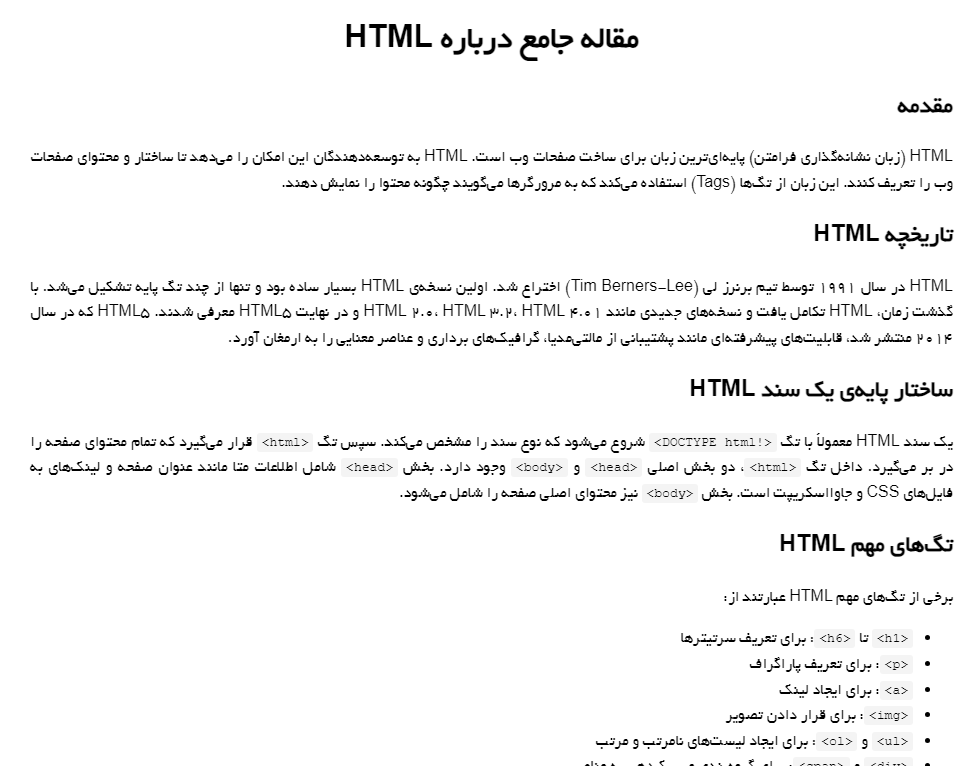 مقاله جامع درباره HTML
مقدمه
HTML (زبان نشانه‌گذاری فرامتن) پایه‌ای‌ترین زبان برای ساخت صفحات وب است. HTML به توسعه‌دهندگان این امکان را می‌دهد تا ساختار و محتوای صفحات
وب را تعریف کنند. این زبان از تگ‌ها (Tags) استفاده می‌کند که به مرورگرها می‌گویند چگونه محتوا را نمایش دهند.
تاریخچه HTML
HTML در سال ۱۹۹۱ توسط تیم برنرز لی (Tim Berners-Lee) اختراع شد. اولین نسخه‌ی HTML بسیار ساده بود و تنها از چند تگ پایه تشکیل می‌شد. با
گذشت زمان، HTML تکامل یافت و نسخه‌های جدیدی مانند HTML ۲.۰، HTML ۳.۲، HTML ۴.۰۱ و در نهایت HTML۵ معرفی شدند. HTML۵ که در سال
۲۰۱۴ منتشر شد، قابلیت‌های پیشرفته‌ای مانند پشتیبانی از مالتی‌مدیا، گرافیک‌های برداری و عناصر معنایی را به ارمغان آورد.
ساختار پایه‌ی یک سند HTML
یک سند HTML معمولاً با تگ <!DOCTYPE html> شروع می‌شود که نوع سند را مشخص می‌کند. سپس تگ <html> قرار می‌گیرد که تمام محتوای صفحه را
در بر می‌گیرد. داخل تگ <html>، دو بخش اصلی <head> و <body> وجود دارد. بخش <head> شامل اطلاعات متا مانند عنوان صفحه و لینک‌های به
فایل‌های CSS و جاوااسکریپت است. بخش <body> نیز محتوای اصلی صفحه را شامل می‌شود.
تگ‌های مهم HTML
برخی از تگ‌های مهم HTML عبارتند از:
<h1> تا <h6>: برای تعریف سرتیترها
<p>: برای تعریف پاراگراف
<a>: برای ایجاد لینک
<img>: برای قرار دادن تصویر
<ul> و <ol>: برای ایجاد لیست‌های نامرتب و مرتب